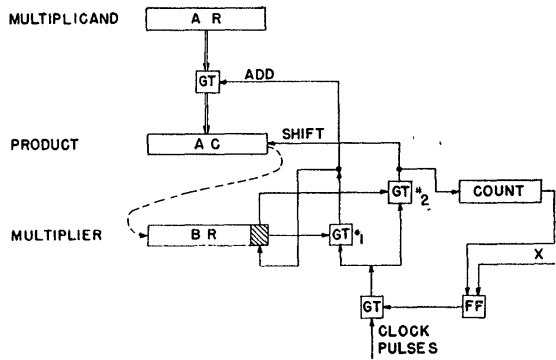 MULTIPLICAND
A R
GT
ADD
PRODUCT
A C
SHIFT
GT #2
COUNT
MULTIPLIER
B R
GT #1
X
GT
FF
CLOCK
PULSES